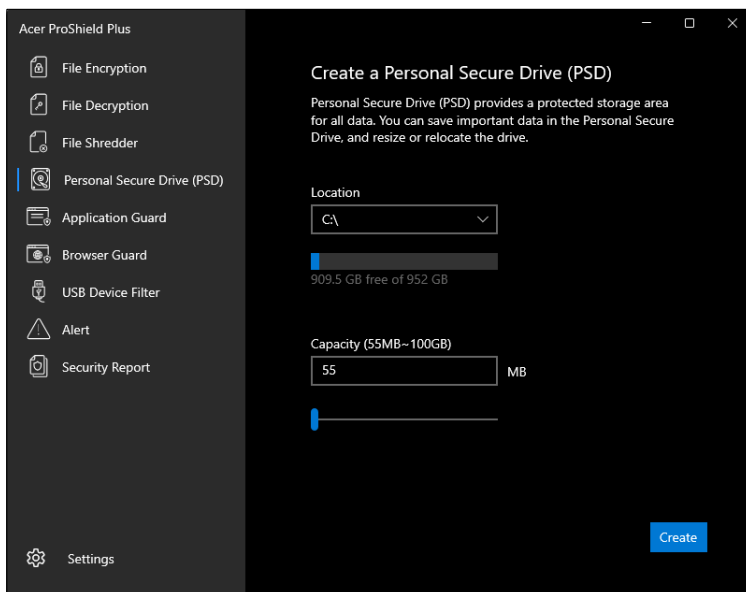 Acer ProShield Plus
File Encryption
File Decryption
File Shredder
Personal Secure Drive (PSD)
Application Guard
Browser Guard
USB Device Filter
Alert
Security Report
Settings
Create a Personal Secure Drive (PSD)
Personal Secure Drive (PSD) provides a protected storage area
for all data. You can save important data in the Personal Secure
Drive, and resize or relocate the drive.
Location
C:\
909.5 GB free of 952 GB
Capacity (55MB~100GB)
55 MB
Create